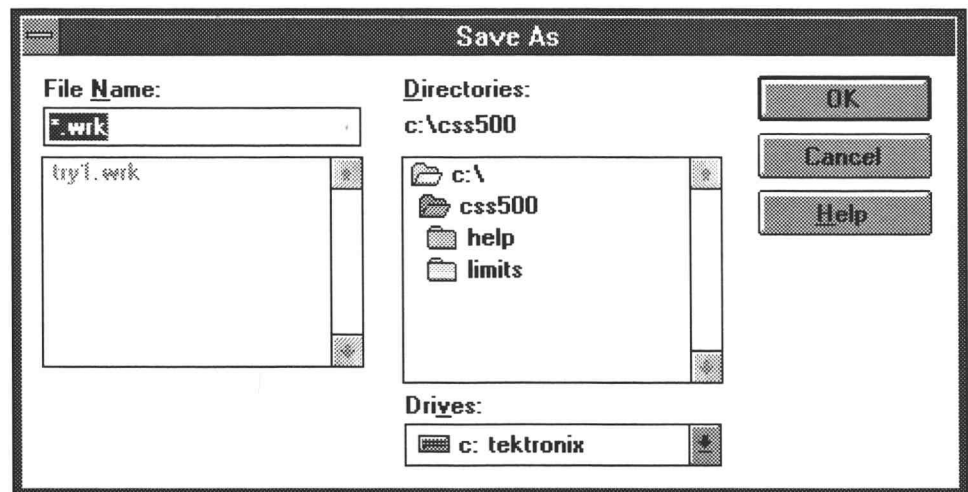 Save As
File Name:
*.wrk
try1.wrk
Directories:
c:\css500
c:\
css500
help
limits
Drives:
c: tektronix
OK
Cancel
Help